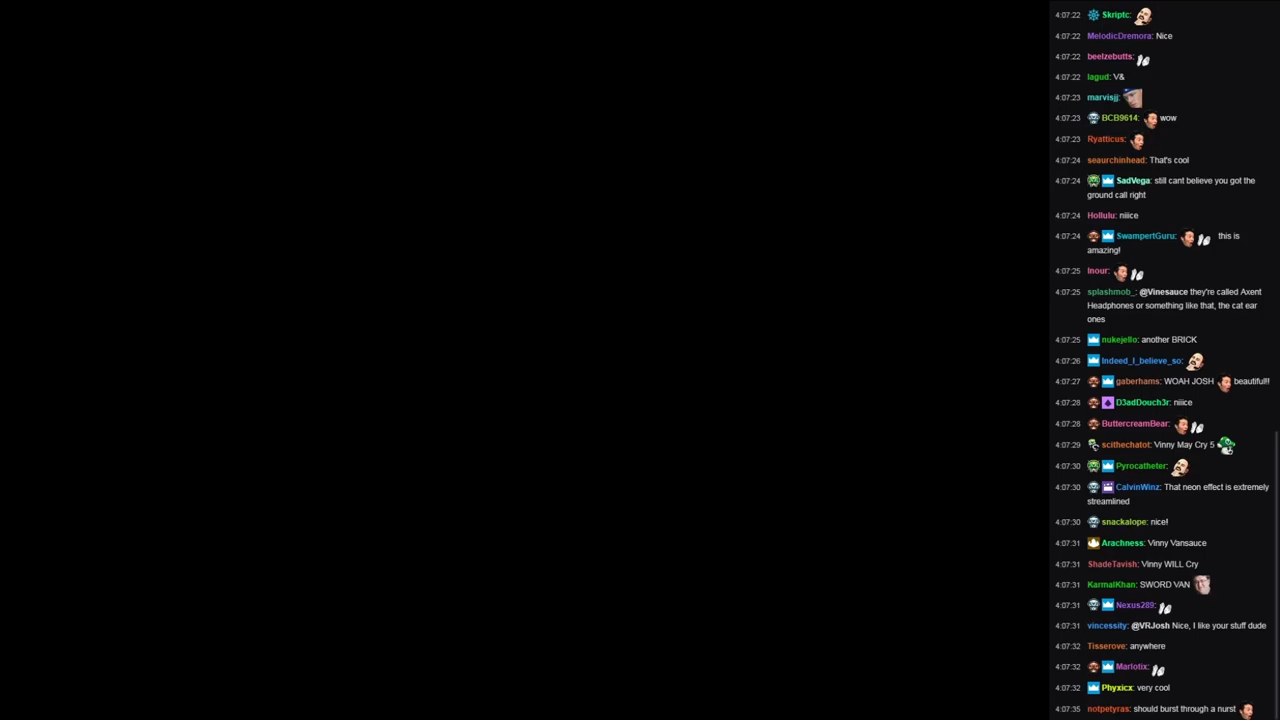 4:07:22 Skriptc:
4:07:22 MelodicDremora: Nice
4:07:22 beelzebutts:
4:07:22 lagud: V&
4:07:23 marvisjj:
4:07:23 BCB9614: wow
4:07:23 Ryatticus:
4:07:24 seaurchinhead: That's cool
4:07:24 SadVega: still cant believe you got the
ground call right
4:07:24 Hollulu: niiice
4:07:24 SwampertGuru: this is
amazing!
4:07:25 Inour:
4:07:25 splashmob_: @Vinesauce they're called Axent
Headphones or something like that, the cat ear
ones
4:07:25 nukejello: another BRICK
4:07:26 Indeed_I_believe_so:
4:07:27 gaberhams: WOAH JOSH beautiful!!
4:07:28 D3adDouch3r: niiice
4:07:28 ButtercreamBear:
4:07:29 scithechatot: Vinny May Cry 5
4:07:30 Pyrocatheter:
4:07:30 CalvinWinz: That neon effect is extremely
streamlined
4:07:30 snackalope: nice!
4:07:31 Arachness: Vinny Vansauce
4:07:31 ShadeTavish: Vinny WILL Cry
4:07:31 KarmalKhan: SWORD VAN
4:07:31 Nexus289:
4:07:31 vincessity: @VRJosh Nice, I like your stuff dude
4:07:32 Tisserove: anywhere
4:07:32 Marlotix:
4:07:32 Phyxicx: very cool
4:07:35 notpetyras: should burst through a nurst